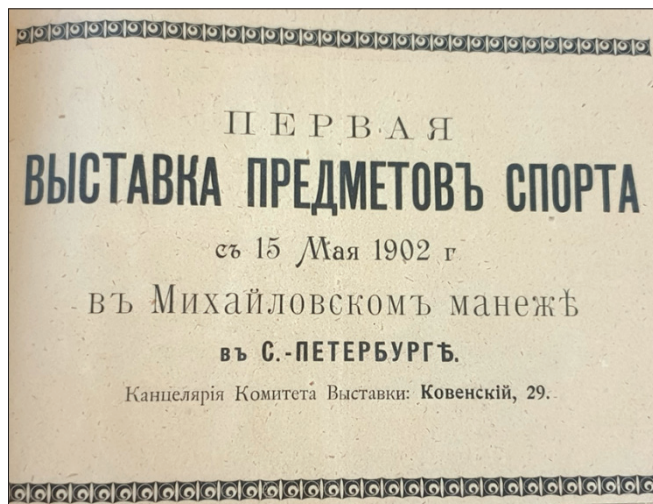 ПЕРВАЯ
ВЫСТАВКА ПРЕДМЕТОВЪ СПОРТА
съ 15 Мая 1902 г
въ Михайловскомъ манежѣ
въ С.-ПЕТЕРБУРГѢ.
Канцелярія Комитета Выставки: Ковенскій, 29.